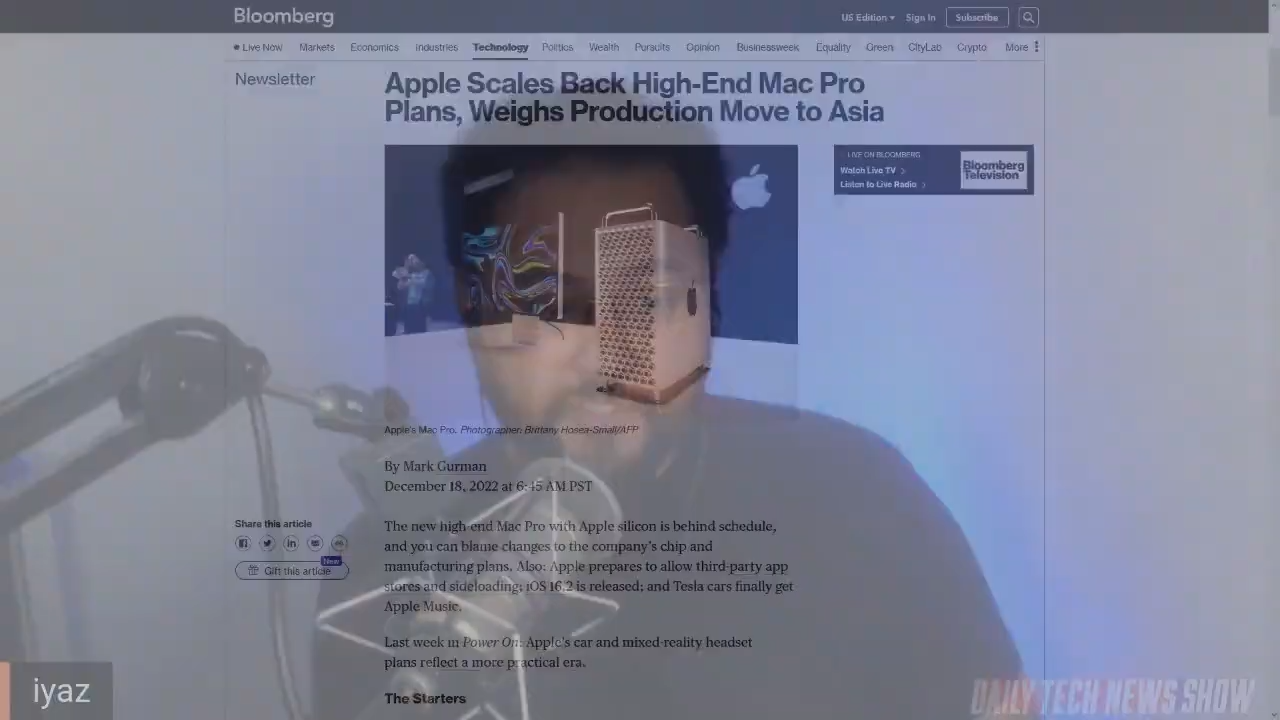 Bloomberg
US Edition
Sign In
Subscribe
Live Now
Markets
Economics
Industries
Technology
Politics
Wealth
Pursuits
Opinion
Businessweek
Equality
Green
CityLab
Crypto
More
Newsletter
Apple Scales Back High-End Mac Pro
Plans, Weighs Production Move to Asia
LIVE ON BLOOMBERG
Watch Live TV
Listen to Live Radio
Bloomberg
Television
Apple's Mac Pro. Photographer: Brittany Hosea-Small/AFP
By Mark Gurman
December 18, 2022 at 6:45 AM PST
Share this article
New
Gift this article
The new high-end Mac Pro with Apple silicon is behind schedule,
and you can blame changes to the company's chip and
manufacturing plans. Also: Apple prepares to allow third-party app
stores and sideloading; iOS 16.2 is released; and Tesla cars finally get
Apple Music.
Last week in Power On: Apple's car and mixed-reality headset
plans reflect a more practical era.
The Starters
iyaz
DAILY TECH NEWS SHOW